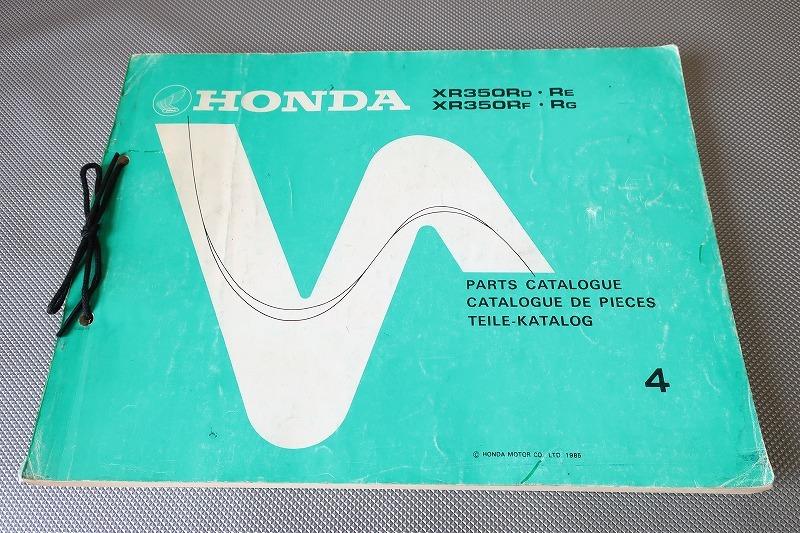 HONDA
XR350RD · RE
XR350RF · RG
PARTS CATALOGUE
CATALOGUE DE PIECES
TEILE-KATALOG
4
© HONDA MOTOR CO., LTD. 1985